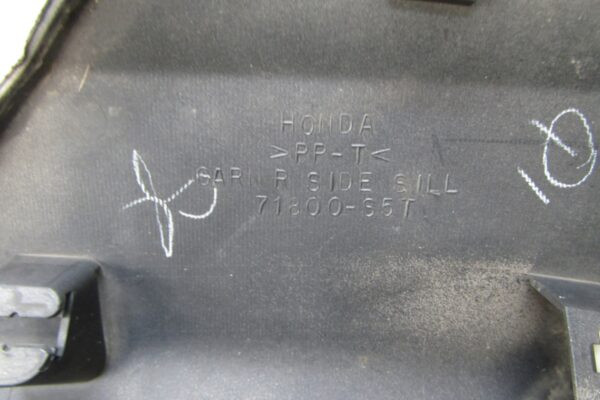 HONDA
>PP-T<
GARN R SIDE SILL
71800-S5T
10